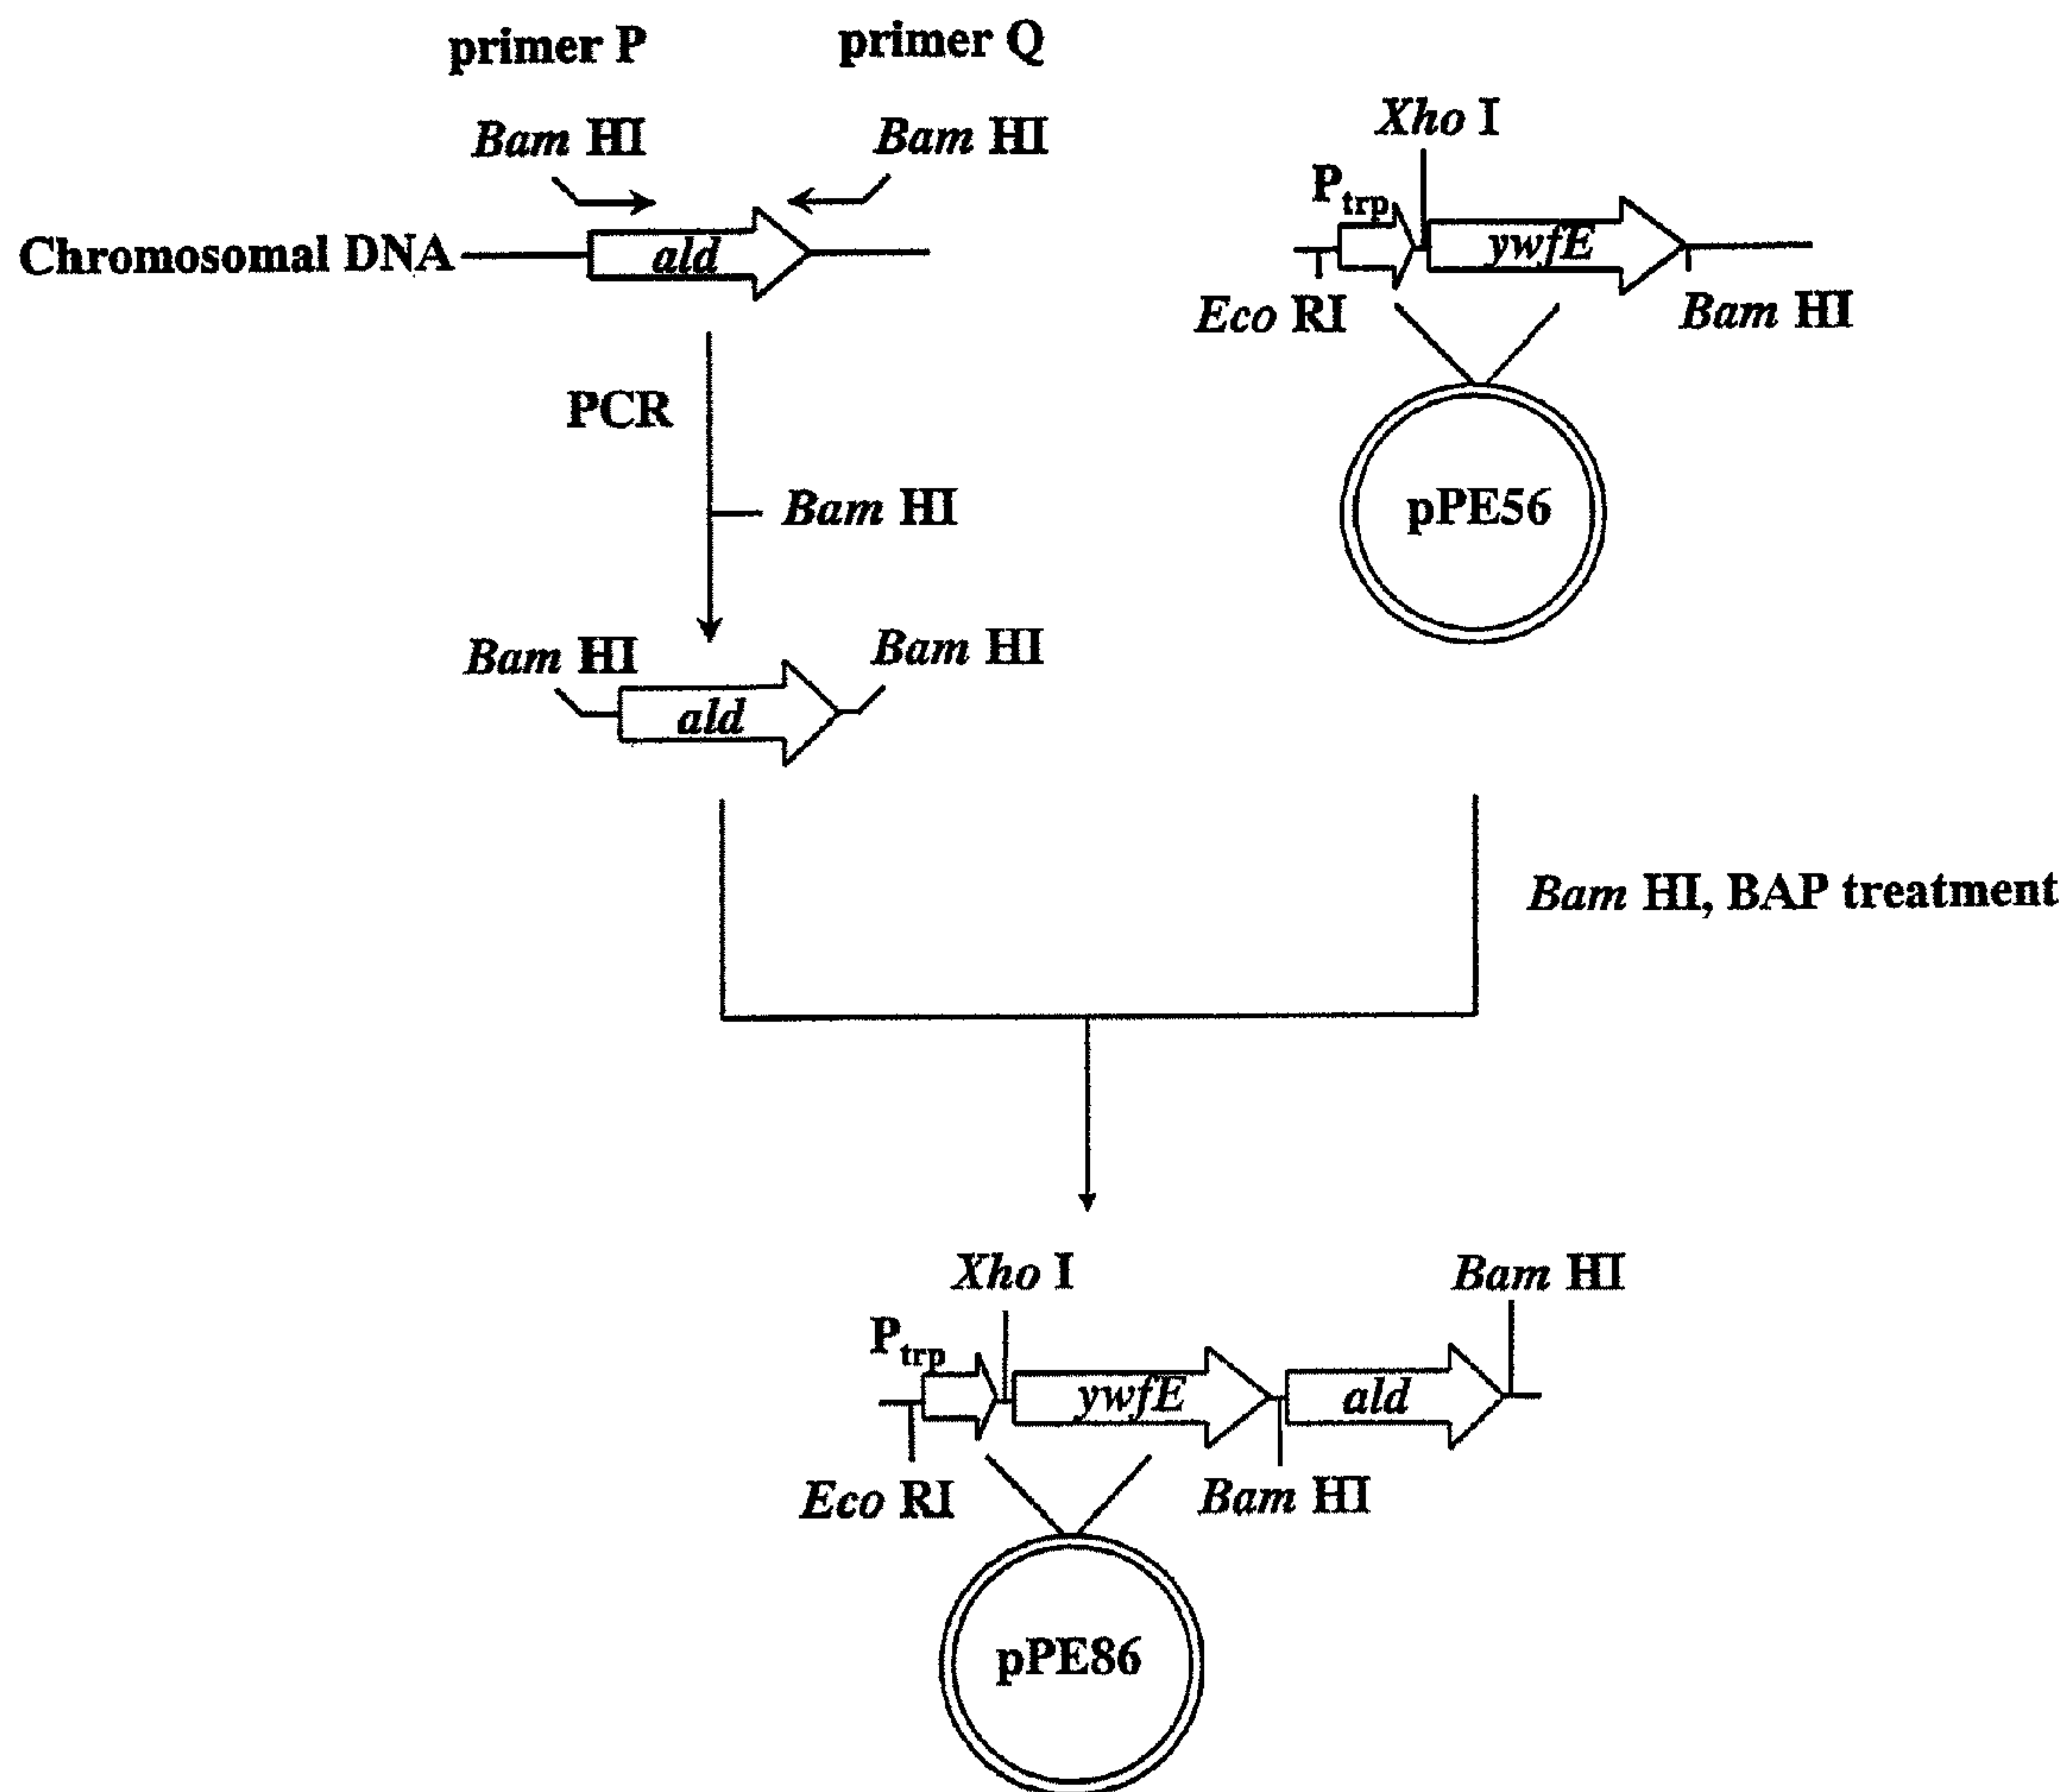 primer P
primer Q
Bam HI
Bam HI
Xho I
Ptrp
Chromosomal DNA
ald
ywfE
Eco RI
Bam HI
PCR
Bam HI
pPE56
Bam HI
Bam HI
ald
Bam HI, BAP treatment
Xho I
Bam HI
Ptrp
ywfE
ald
Eco RI
Bam HI
pPE86